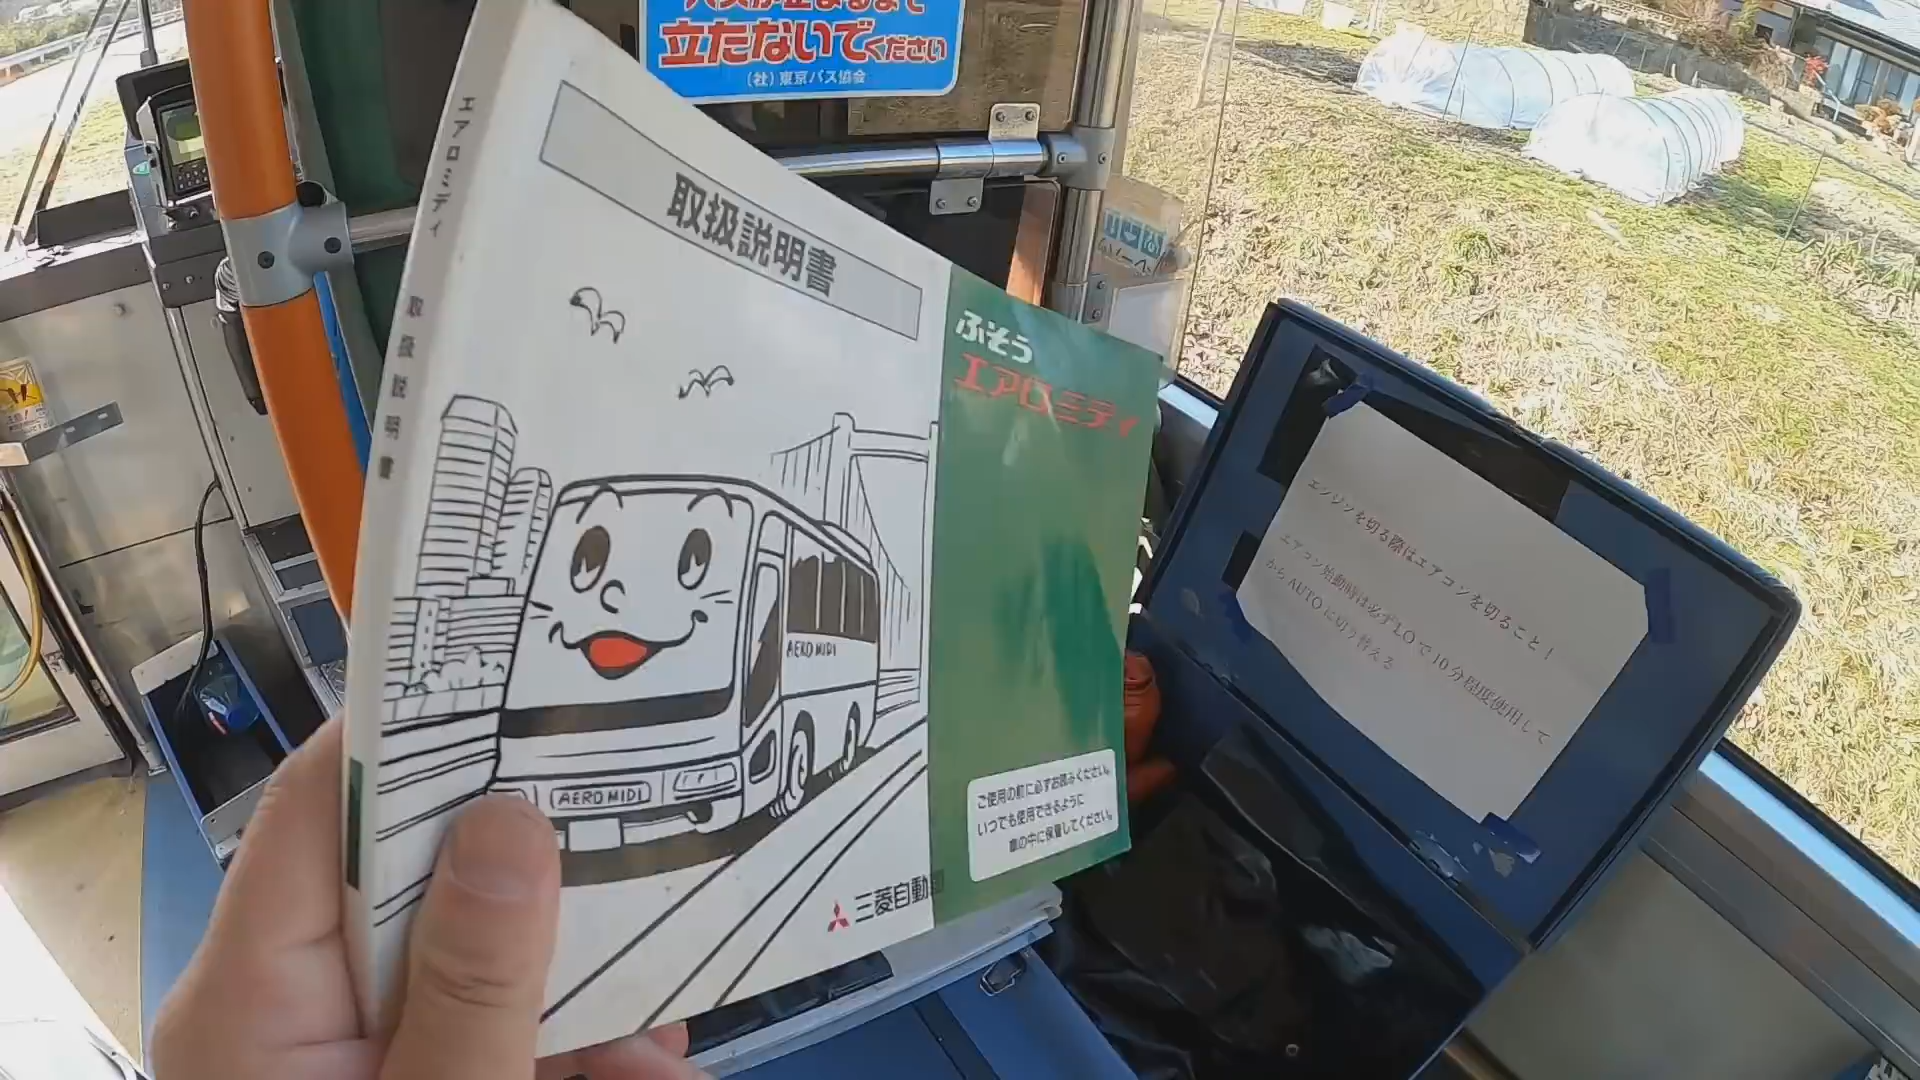 立たないでください
(社)東京バス協会
エアロミディ 取扱説明書
取扱説明書
ふそう
エアロミディ
AERO MIDI
AERO MIDI
ご使用の前に必ずお読みください。
いつでも使用できるように
車の中に保管してください。
三菱自動
エンジンを切る際はエアコンを切ること!
エアコン始動時は必ずLOで10分程度使用して
からAUTOに切り替える